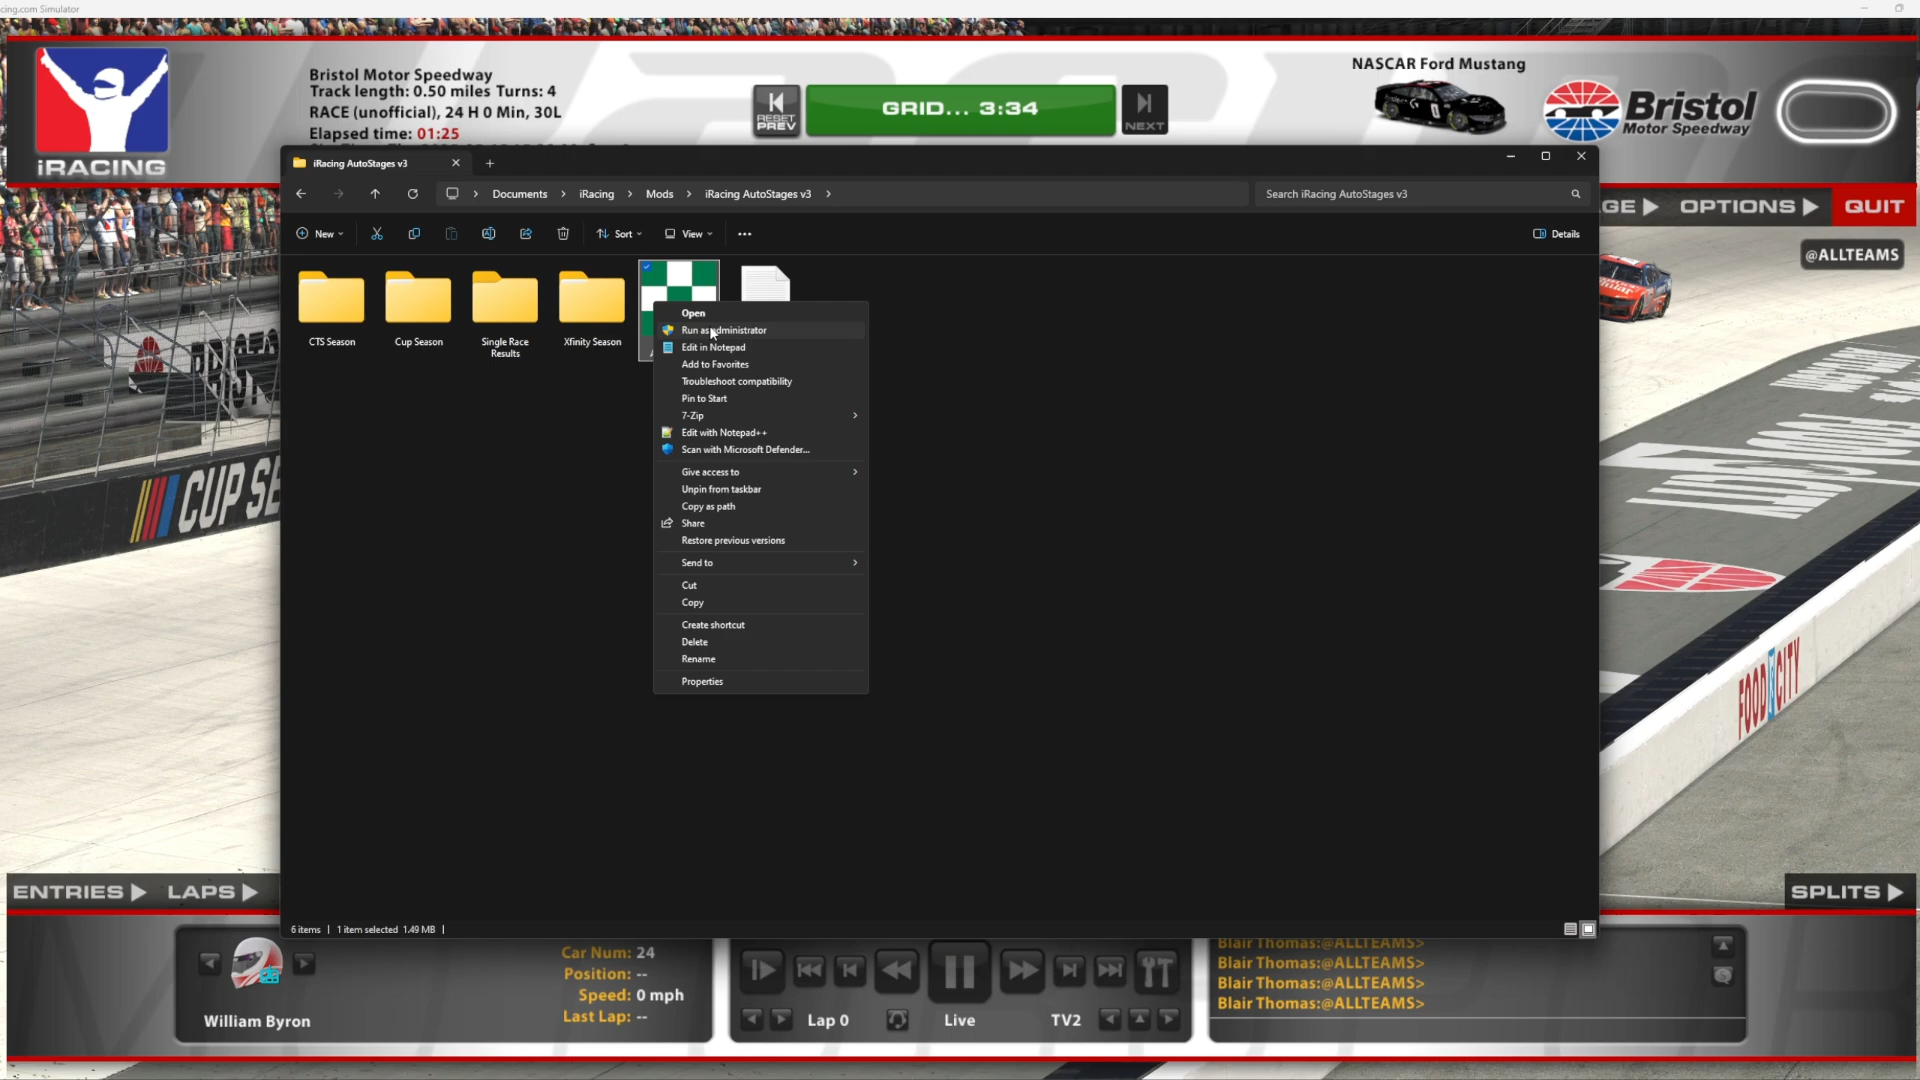 cing.com Simulator
iRACING
Bristol Motor Speedway
Track length: 0.50 miles Turns: 4
RACE (unofficial), 24 H 0 Min, 30L
Elapsed time: 01:25
RESET PREV
GRID... 3:34
NEXT
NASCAR Ford Mustang
Bristol
Motor Speedway
GE
OPTIONS
QUIT
@ALLTEAMS
iRacing AutoStages v3
Documents
iRacing
Mods
iRacing AutoStages v3
Search iRacing AutoStages v3
New
Sort
View
Details
CTS Season
Cup Season
Single Race
Results
Xfinity Season
Open
Run as administrator
Edit in Notepad
Add to Favorites
Troubleshoot compatibility
Pin to Start
7-Zip
Edit with Notepad++
Scan with Microsoft Defender...
Give access to
Unpin from taskbar
Copy as path
Share
Restore previous versions
Send to
Cut
Copy
Create shortcut
Delete
Rename
Properties
CUP SE
FOOD CITY
6 items
1 item selected 1.49 MB
ENTRIES
LAPS
SPLITS
William Byron
Car Num: 24
Position: --
Speed: 0 mph
Last Lap: --
Lap 0
Live
TV2
Blair Thomas:@ALLTEAMS>
Blair Thomas:@ALLTEAMS>
Blair Thomas:@ALLTEAMS>
Blair Thomas:@ALLTEAMS>